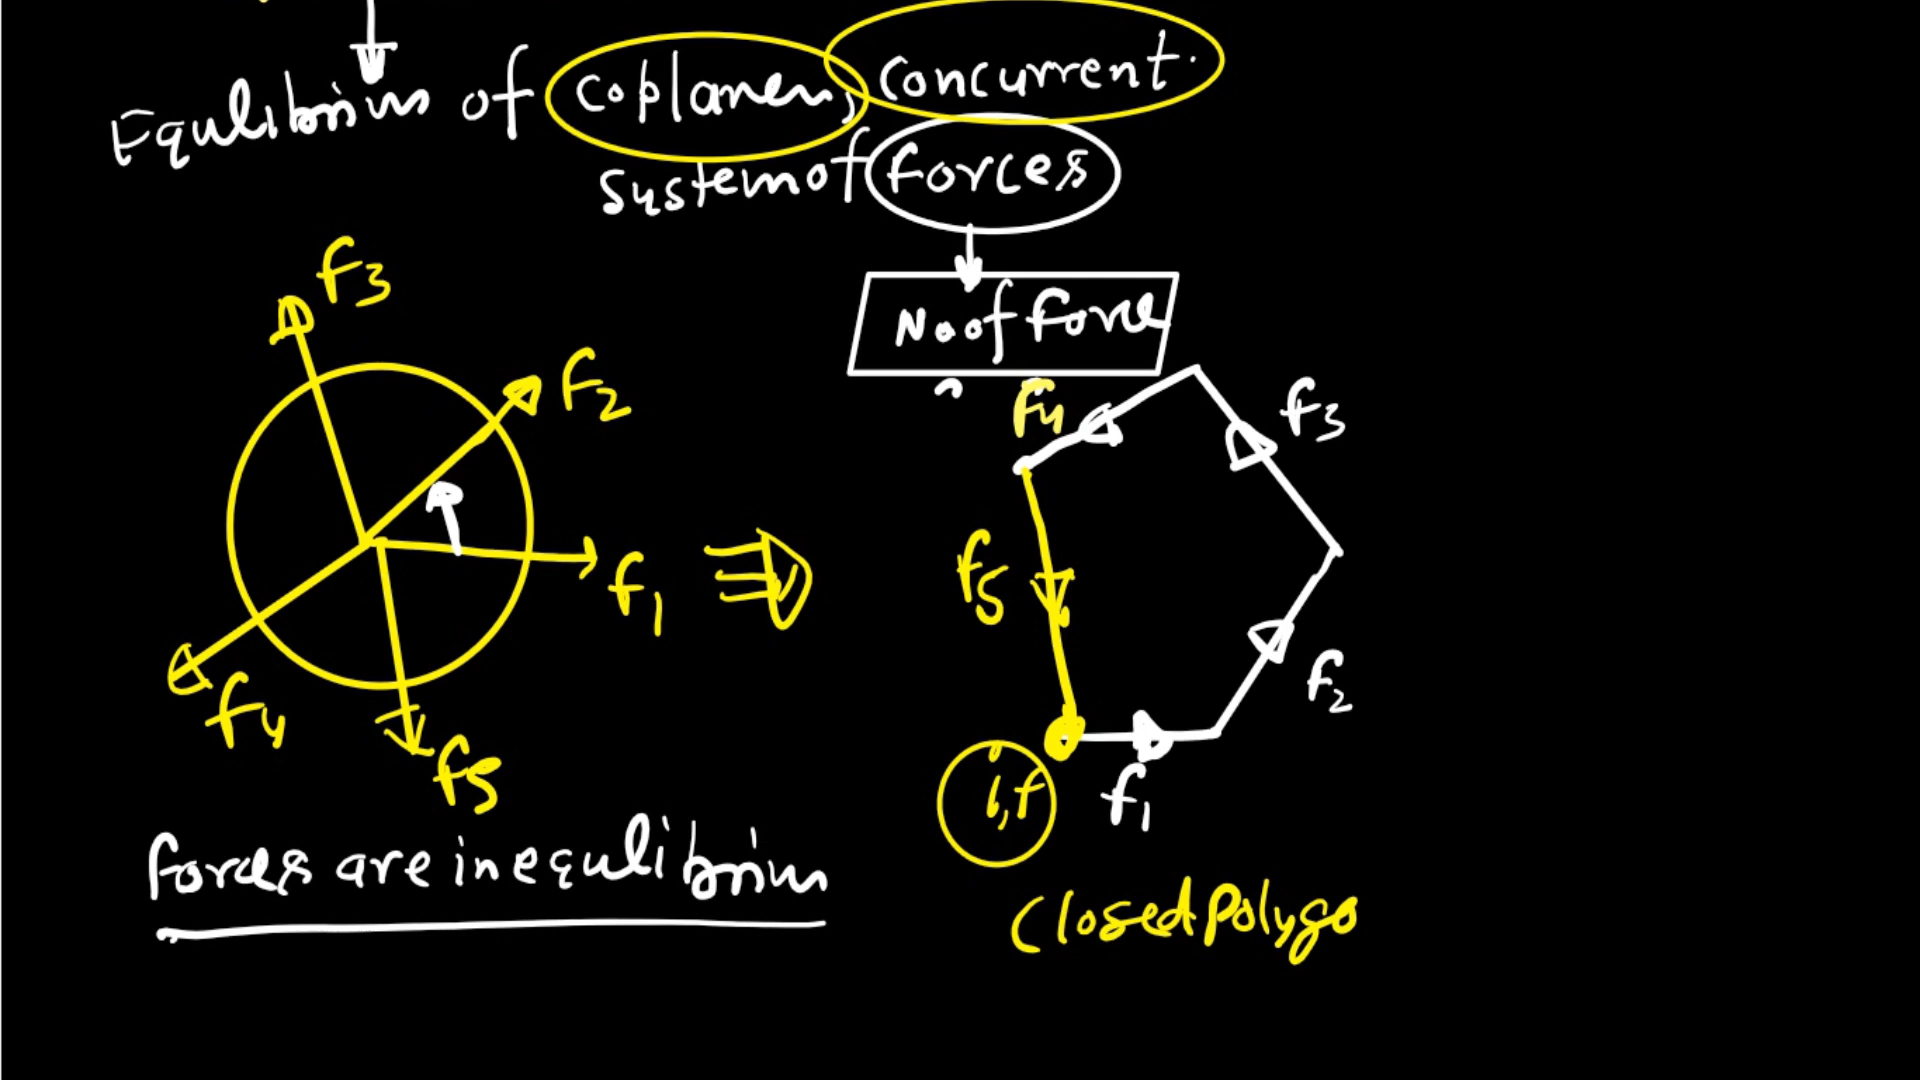 Equlibrium of coplaner, concurrent.
system of forces
No of force
f3
F2
f1
f4
f5
F4
f3
f5
f2
i,f
f1
forces are in equlibrium
Closed polygo